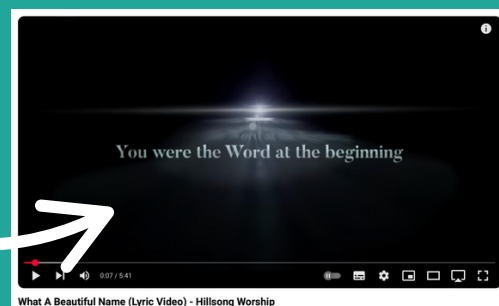 You were the Word at the beginning
0:07 / 5:41
What A Beautiful Name (Lyric Video) - Hillsong Worship